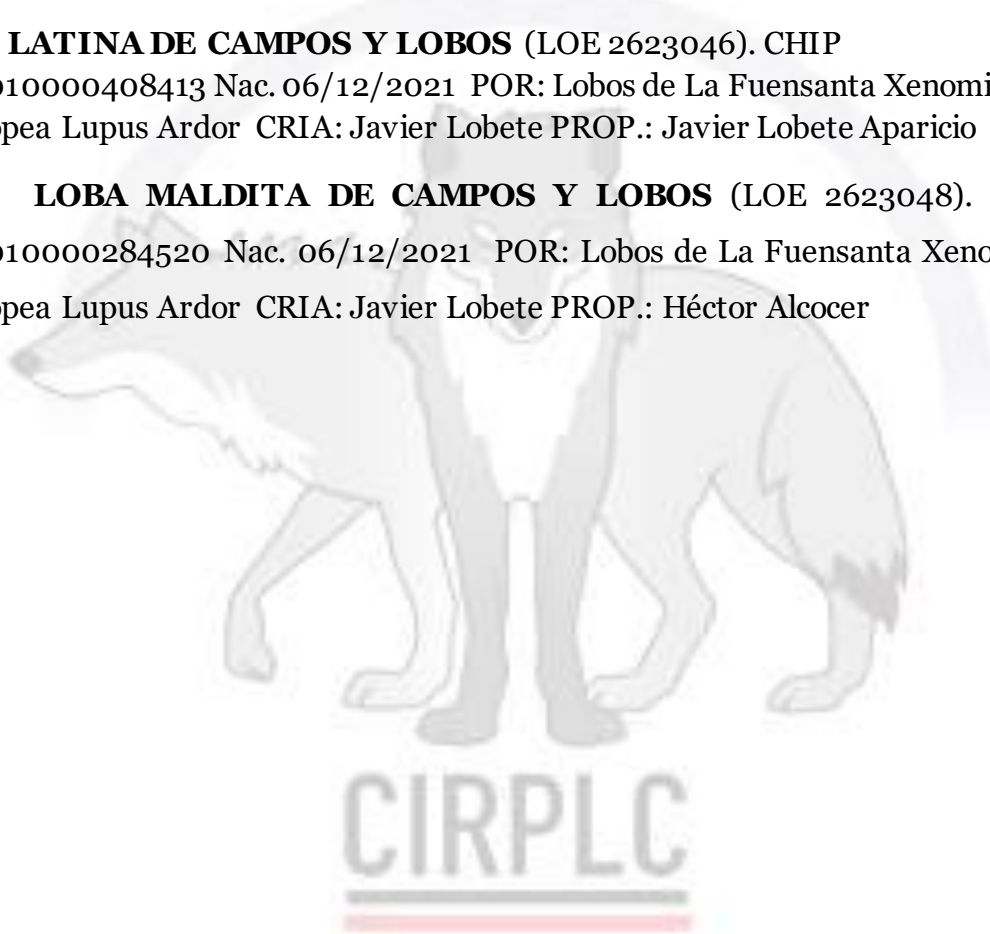 LATINA DE CAMPOS Y LOBOS (LOE 2623046). CHIP
010000408413 Nac. 06/12/2021 POR: Lobos de La Fuensanta Xenomi
opea Lupus Ardor CRIA: Javier Lobete PROP.: Javier Lobete Aparicio
LOBA MALDITA DE CAMPOS Y LOBOS (LOE 2623048).
010000284520 Nac. 06/12/2021 POR: Lobos de La Fuensanta Xeno
opea Lupus Ardor CRIA: Javier Lobete PROP.: Héctor Alcocer
CIRPLC